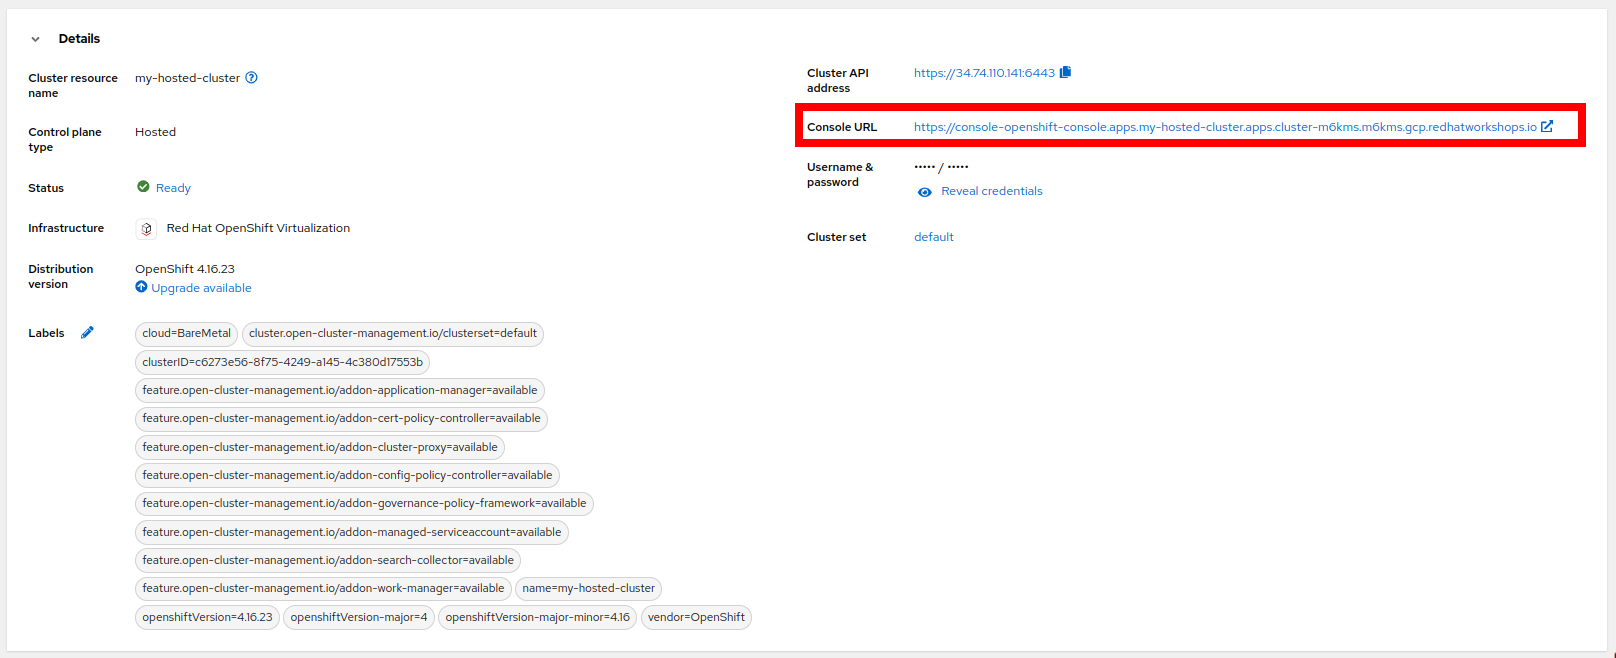 Details
Cluster resource name
my-hosted-cluster
Control plane type
Hosted
Status
Ready
Infrastructure
Red Hat OpenShift Virtualization
Distribution version
OpenShift 4.16.23
Upgrade available
Labels
cloud=BareMetal cluster.open-cluster-management.io/clusterset=default
clusterID=c6273e56-8f75-4249-a145-4c380d17553b
feature.open-cluster-management.io/addon-application-manager=available
feature.open-cluster-management.io/addon-cert-policy-controller=available
feature.open-cluster-management.io/addon-cluster-proxy=available
feature.open-cluster-management.io/addon-config-policy-controller=available
feature.open-cluster-management.io/addon-governance-policy-framework=available
feature.open-cluster-management.io/addon-managed-serviceaccount=available
feature.open-cluster-management.io/addon-search-collector=available
feature.open-cluster-management.io/addon-work-manager=available name=my-hosted-cluster
openshiftVersion=4.16.23 openshiftVersion-major=4 openshiftVersion-major-minor=4.16 vendor=OpenShift
Cluster API address
https://34.74.110.141:6443
Console URL
https://console-openshift-console.apps.my-hosted-cluster.apps.cluster-m6kms.m6kms.gcp.redhatworkshops.io
Username & password
••••• / •••••
Reveal credentials
Cluster set
default